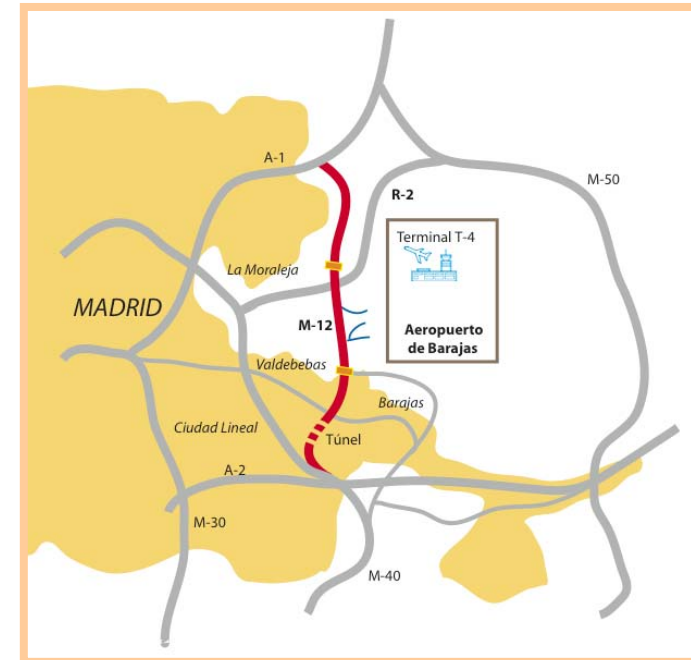 A-1
M-50
R-2
Terminal T-4
La Moraleja
MADRID
M-12
Aeropuerto
de Barajas
Valdebebas
Barajas
Ciudad Lineal
Túnel
A-2
M-30
M-40